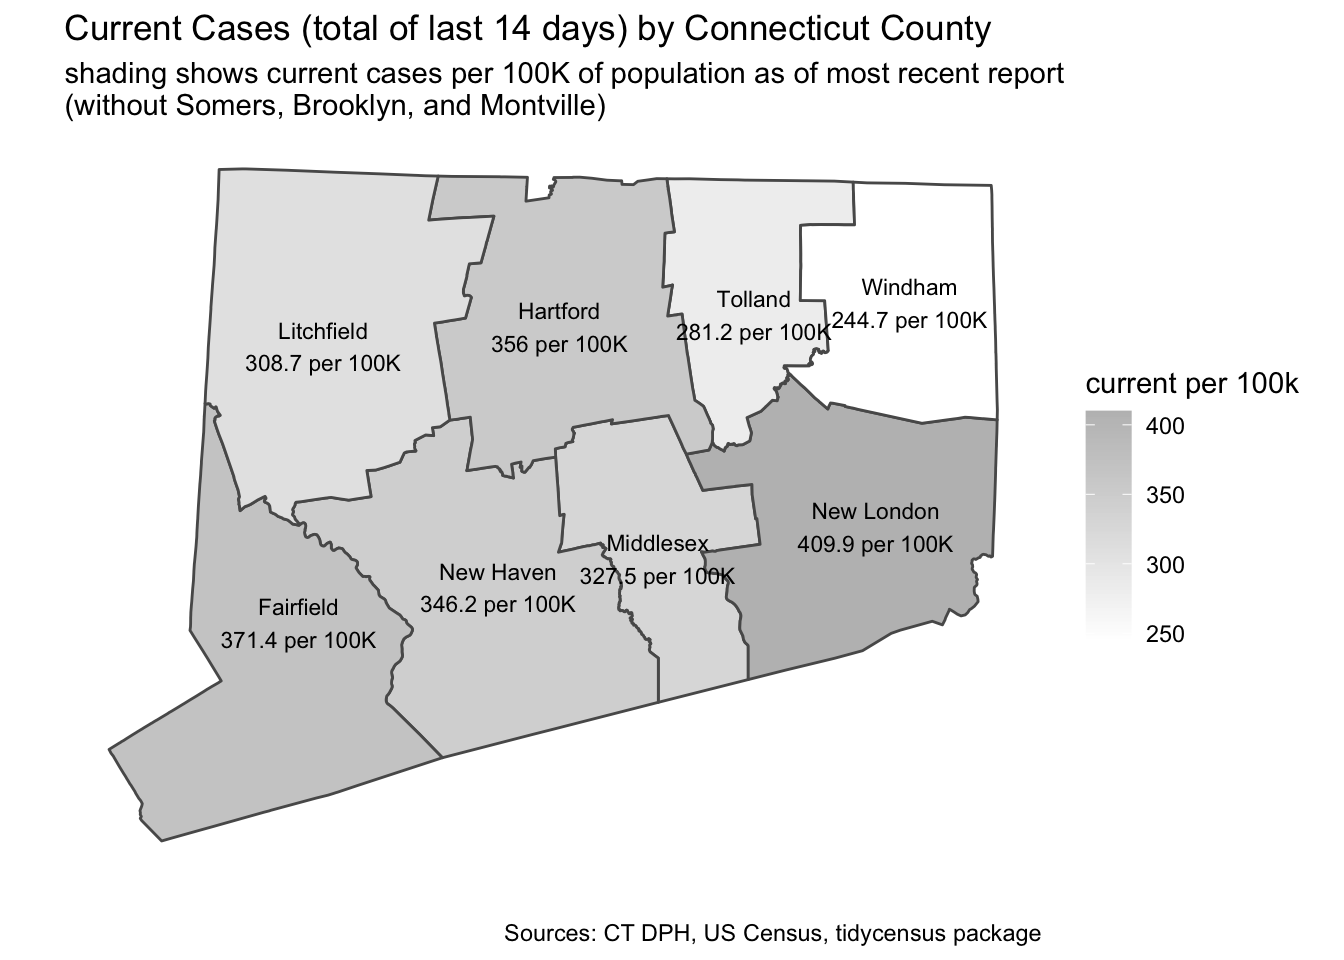 Current Cases (total of last 14 days) by Connecticut County
shading shows current cases per 100K of population as of most recent report
(without Somers, Brooklyn, and Montville)
Litchfield
308.7 per 100K
Hartford
356 per 100K
Tolland
281.2 per 100K
Windham
244.7 per 100K
New London
409.9 per 100K
Middlesex
327.5 per 100K
New Haven
346.2 per 100K
Fairfield
371.4 per 100K
current per 100k
400
350
300
250
Sources: CT DPH, US Census, tidycensus package